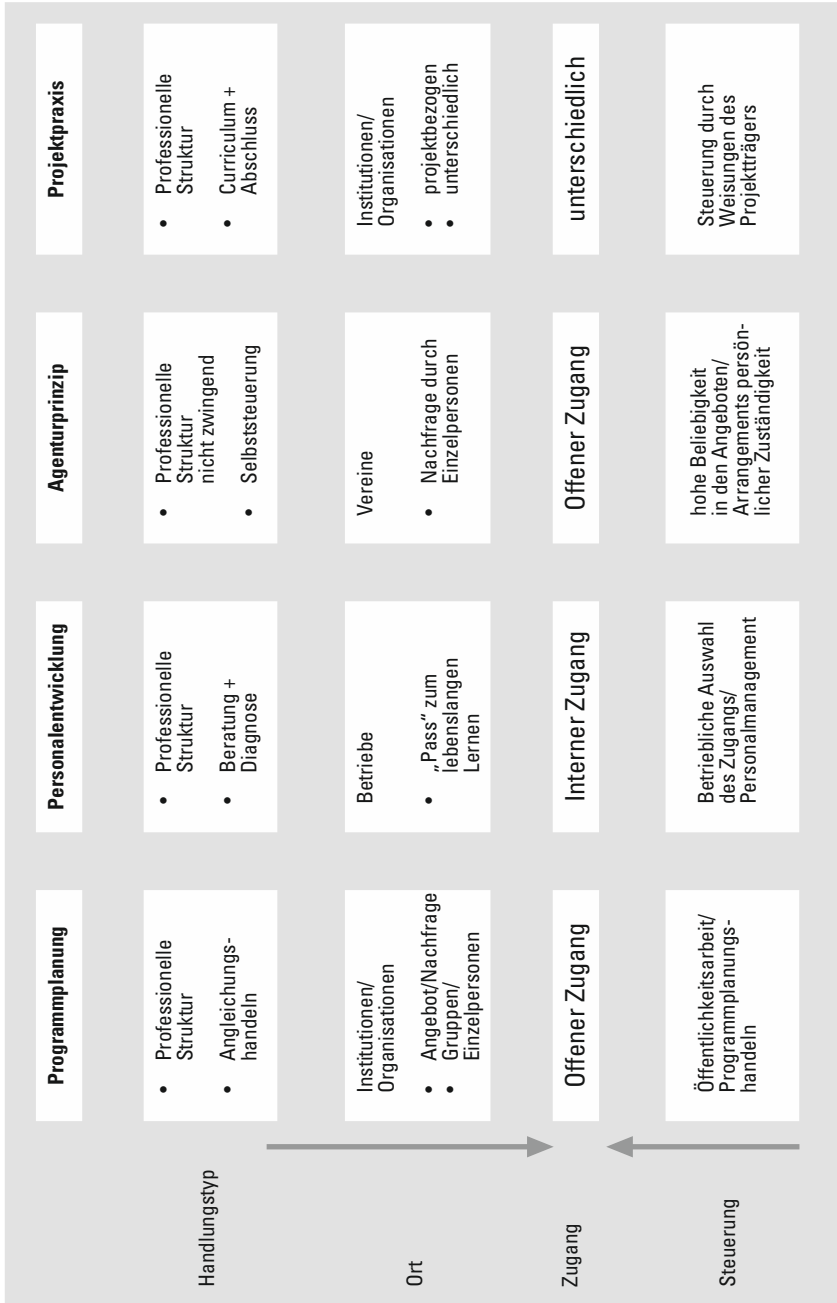 Programmplanung
Personalentwicklung
Agenturprinzip
Projektpraxis
Handlungstyp
• Professionelle
Struktur
• Angleichungs-
handeln
• Professionelle
Struktur
• Beratung +
Diagnose
• Professionelle
Struktur
nicht zwingend
• Selbststeuerung
• Professionelle
Struktur
• Curriculum +
Abschluss
Ort
Institutionen/
Organisationen
• Angebot/Nachfrage
• Gruppen/
Einzelpersonen
Betriebe
• „Pass“ zum
lebenslangen
Lernen
Vereine
• Nachfrage durch
Einzelpersonen
Institutionen/
Organisationen
• projektbezogen
• unterschiedlich
Zugang
Offener Zugang
Interner Zugang
Offener Zugang
unterschiedlich
Steuerung
Öffentlichkeitsarbeit/
Programmplanungs-
handeln
Betriebliche Auswahl
des Zugangs/
Personalmanagement
hohe Beliebigkeit
in den Angeboten/
Arrangements persön-
licher Zuständigkeit
Steuerung durch
Weisungen des
Projektträgers